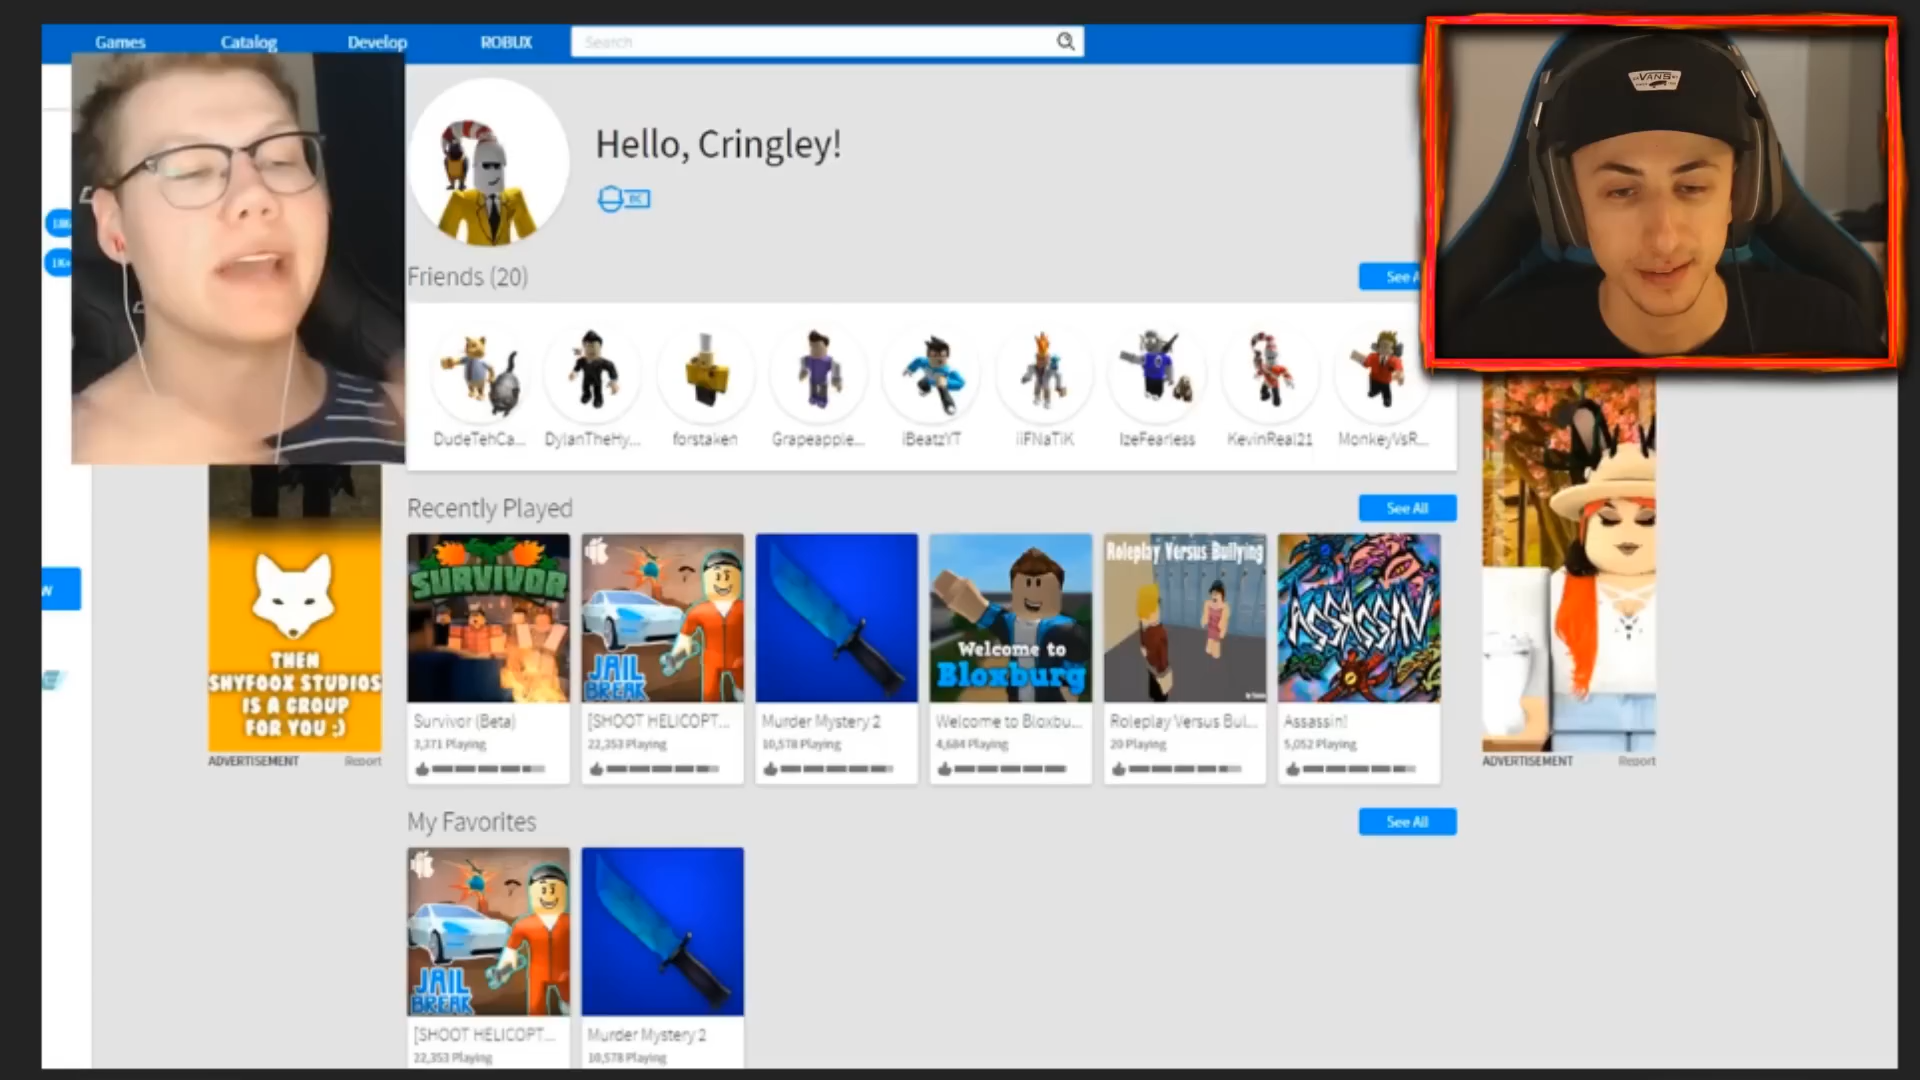 Games Catalog Develop ROBUX Search
VANS
Hello, Cringley!
BC
Friends (20)
See A
DudeTehCa... DylanTheHy... forstaken Grapeapple... iBeatzYT iiFNaTiK IzeFearless KevinReal21 MonkeyVsR...
Recently Played
See All
SURVIVOR
JAIL
BREAK
Welcome to
Bloxburg
Roleplay Versus Bullying
ASSASSIN
Survivor (Beta)
3,371 Playing
[SHOOT HELICOPT...
22,353 Playing
Murder Mystery 2
10,578 Playing
Welcome to Bloxbu...
4,684 Playing
Roleplay Versus Bul...
20 Playing
Assassin!
5,052 Playing
THEN
SHYFOOX STUDIOS
IS A GROUP
FOR YOU :)
ADVERTISEMENT Report
ADVERTISEMENT Report
My Favorites
See All
JAIL
BREAK
[SHOOT HELICOPT...
22,353 Playing
Murder Mystery 2
10,578 Playing